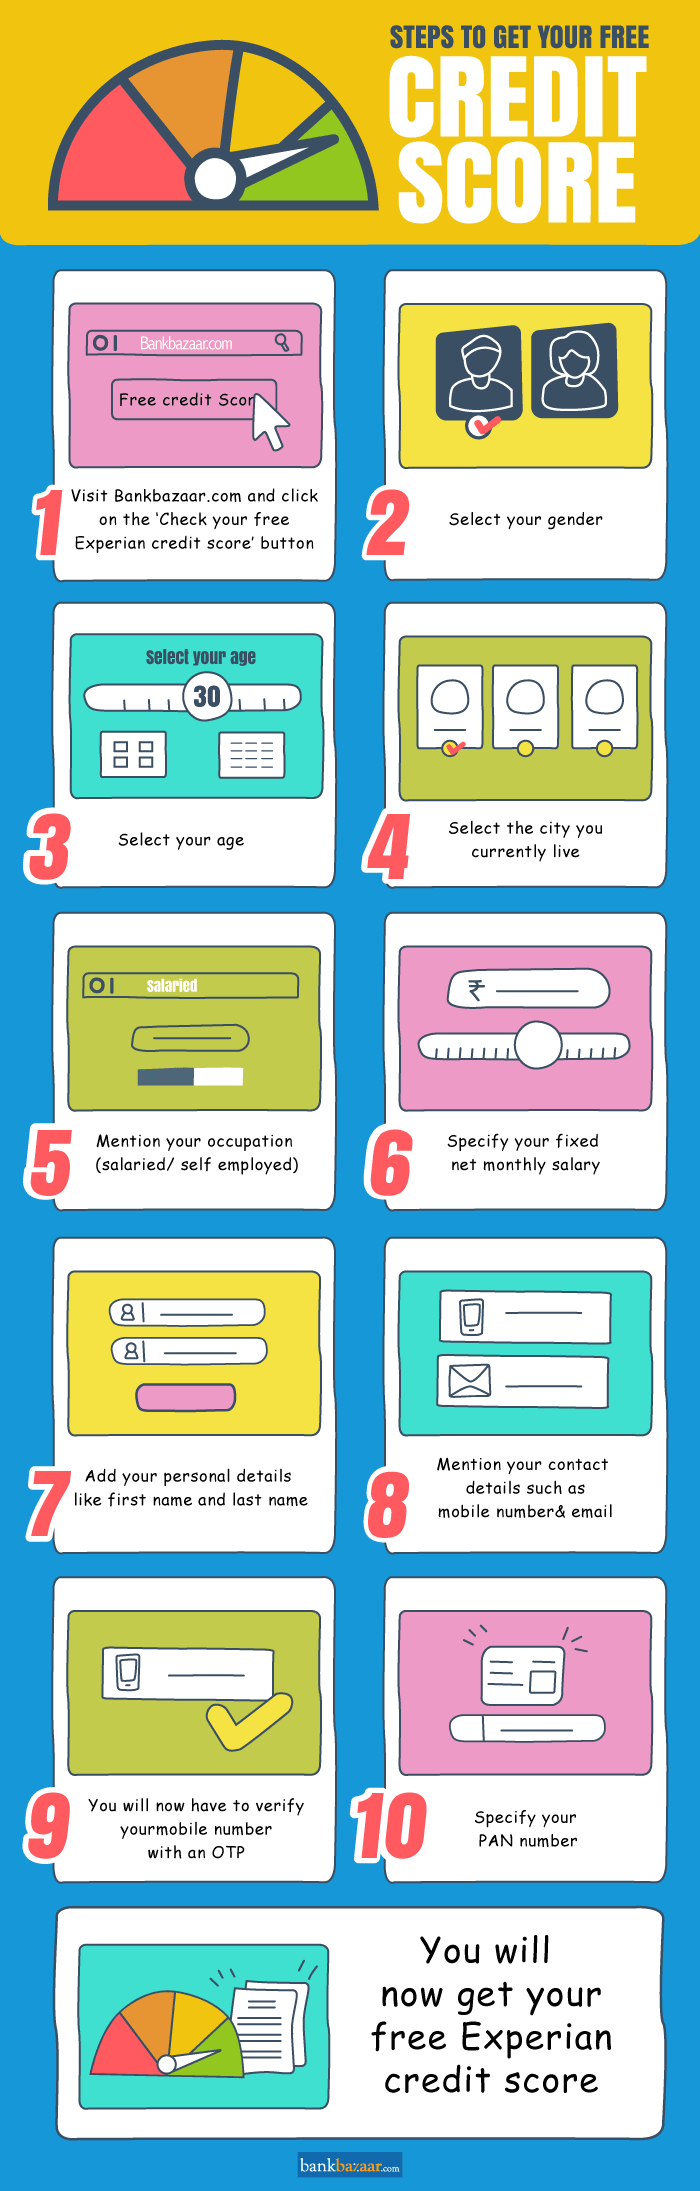 STEPS TO GET YOUR FREE
CREDIT
SCORE
Bankbazaar.com
Free credit Scor
1
Visit Bankbazaar.com and click
on the ‘Check your free
Experian credit score’ button
2
Select your gender
Select your age
30
3
Select your age
4
Select the city you
currently live
Salaried
5
Mention your occupation
(salaried/ self employed)
₹
6
Specify your fixed
net monthly salary
7
Add your personal details
like first name and last name
8
Mention your contact
details such as
mobile number& email
9
You will now have to verify
yourmobile number
with an OTP
10
Specify your
PAN number
You will
now get your
free Experian
credit score
bankbazaar.com